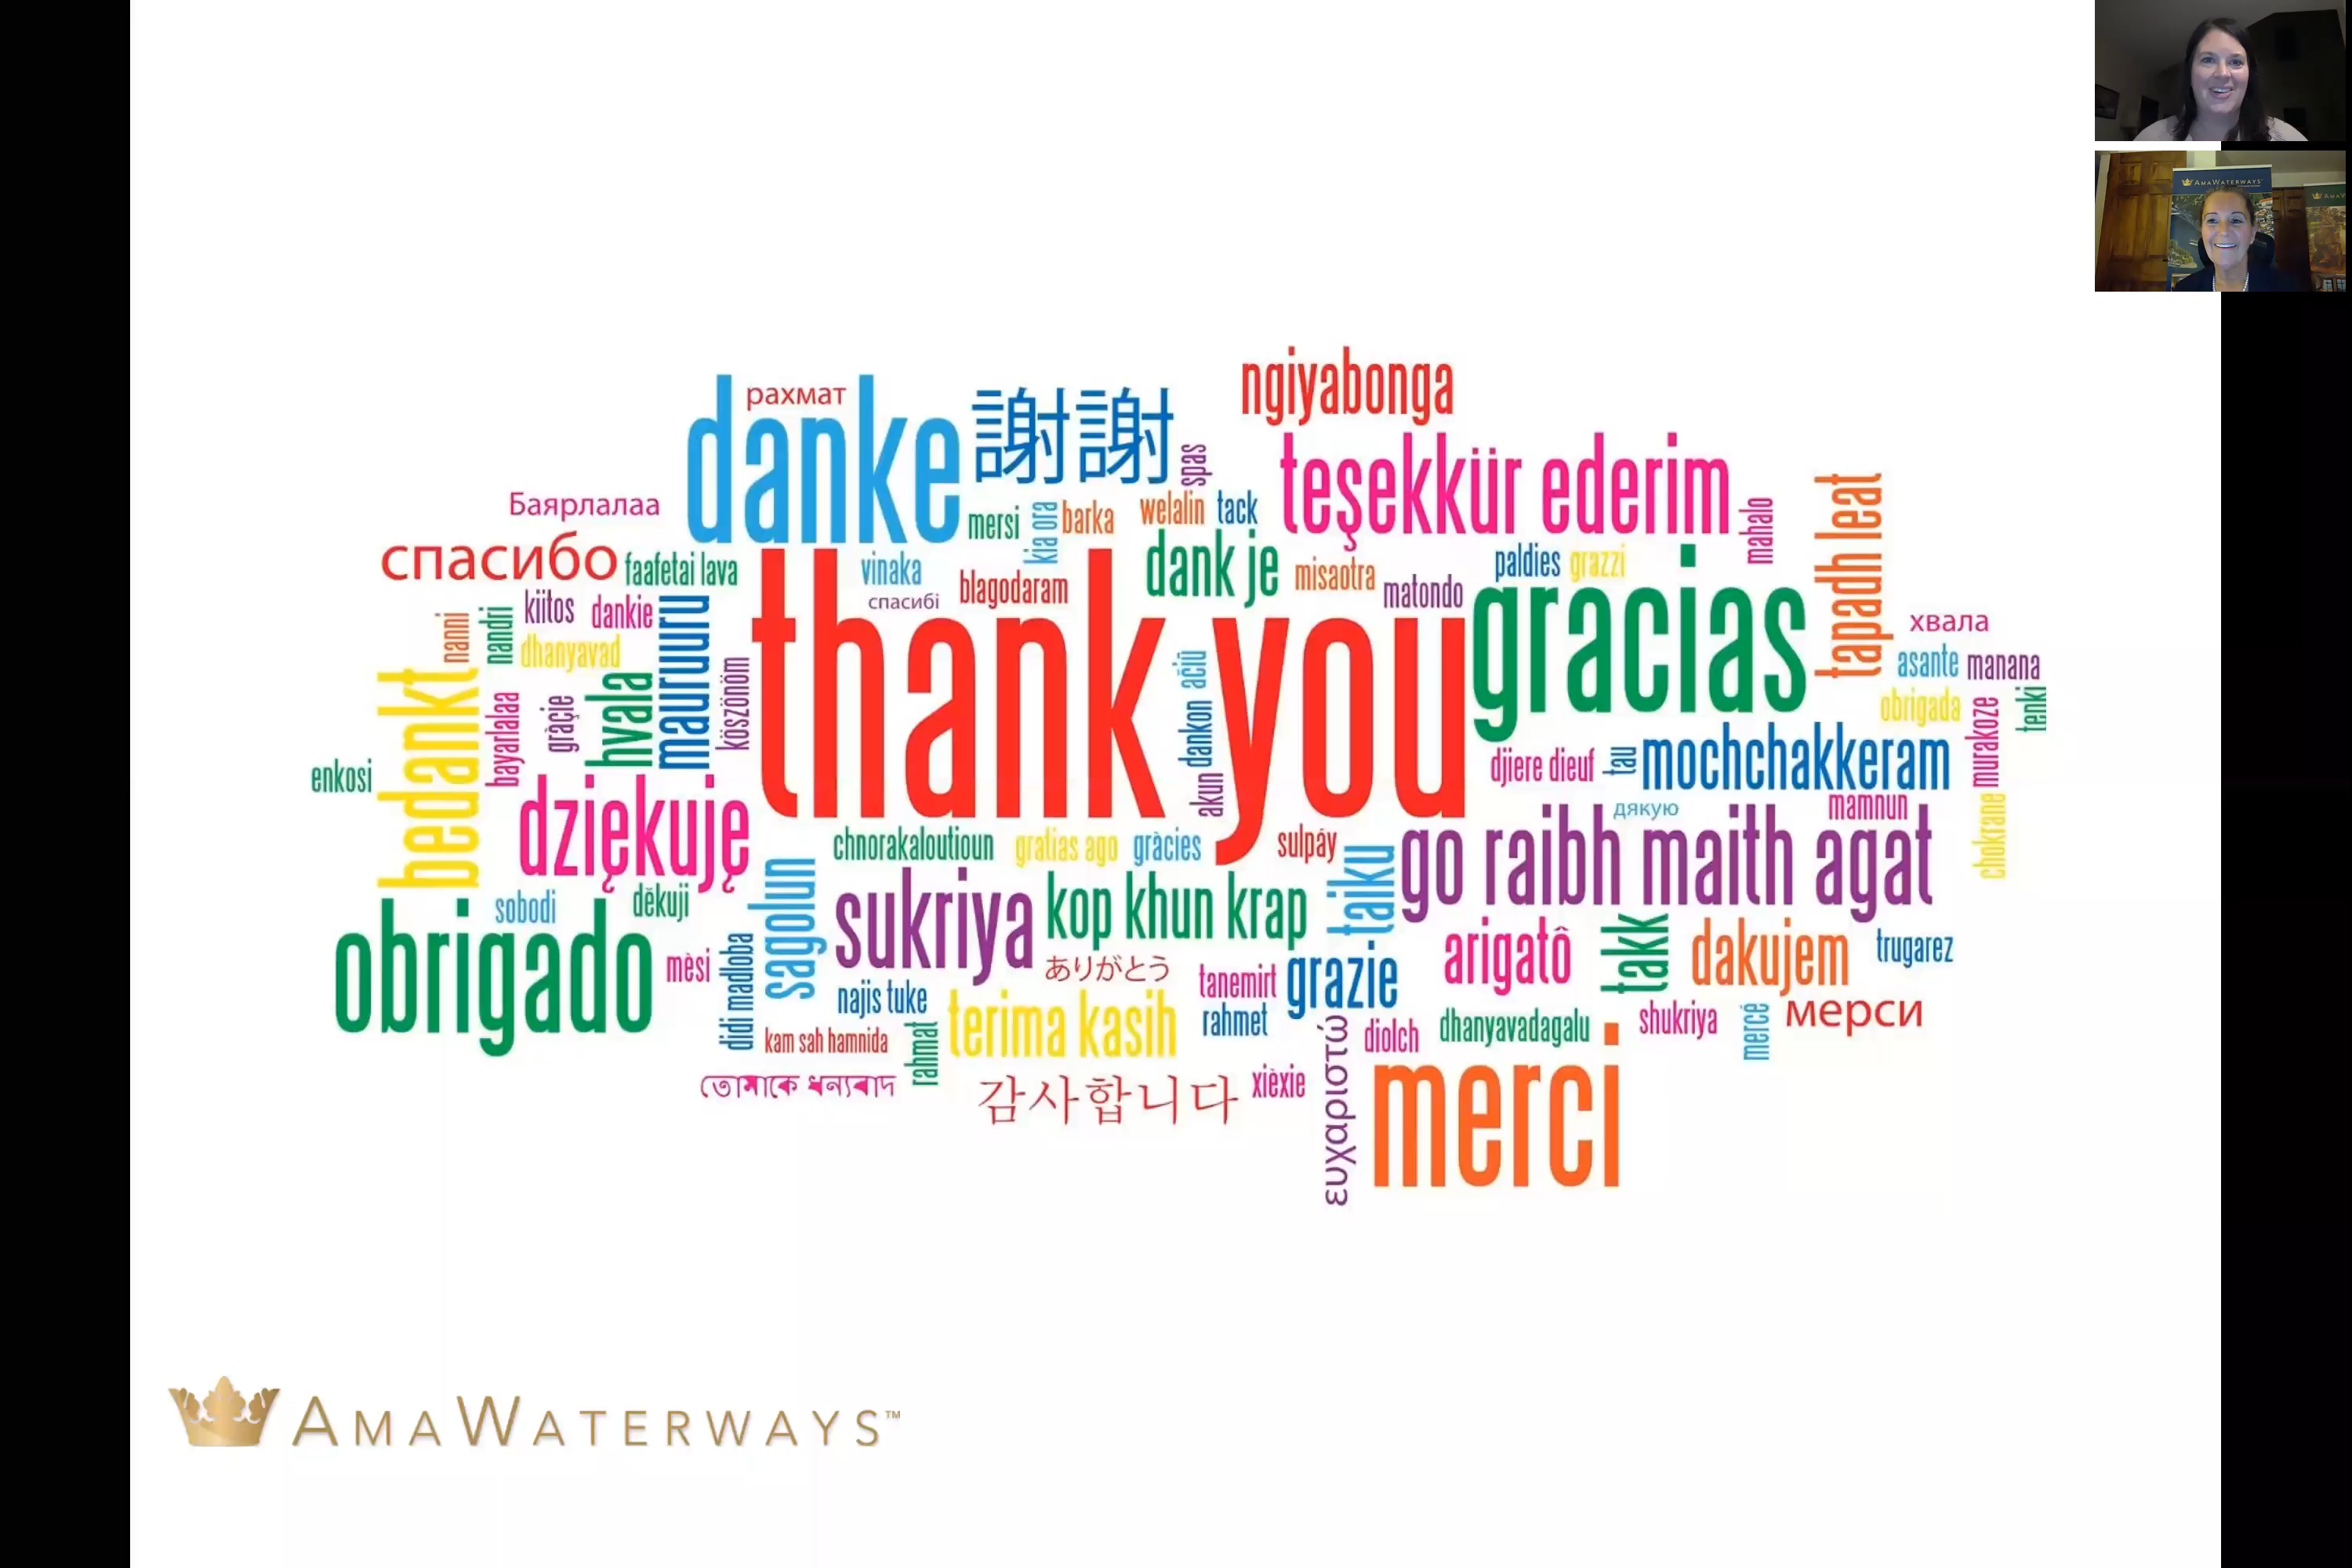 AMAWATERWAYS
ngiyabonga
рахмат
danke
謝謝
spas
teşekkür ederim
mahalo
tapadh leat
Баярлалаа
mersi
kia ora
barka
welalin
tack
спасибо
faafetai lava
vinaka
спасибі
blagodaram
dank je
misaotra
matondo
paldies
grazzi
gracias
хвала
nanni
nandri
kiitos
dankie
dhanyavad
mauruuru
thank you
asante
manana
tenki
obrigada
murakoze
bedankt
bayarlalaa
gràçie
hvala
köszönöm
ačiū
dankon
akun
djiere dieuf
tau
mochchakkeram
enkosi
dziękuję
дякую
mamnun
chokrane
chnorakaloutioun
gratias ago
gràcies
sulpáy
go raibh maith agat
sobodi
děkuji
sagolun
sukriya
kop khun krap
taiku
obrigado
mèsi
didi madloba
ありがとう
tanemirt
grazie
arigatô
takk
dakujem
trugarez
najis tuke
terima kasih
rahmet
kam sah hamnida
rahmat
ευχαριστώ
diolch
dhanyavadagalu
shukriya
mercé
мерси
তোমাকে ধন্যবাদ
감사합니다
xièxie
merci
AMAWATERWAYS™